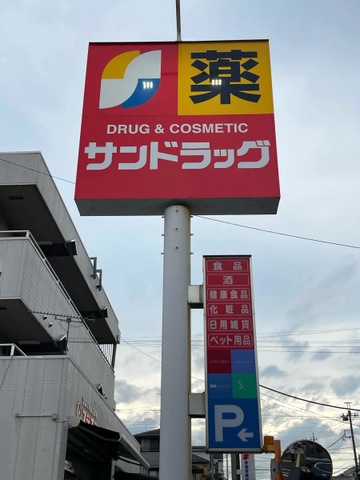 薬
DRUG & COSMETIC
サンドラッグ
食品
酒
健康食品
化粧品
日用雑貨
ペット用品
P